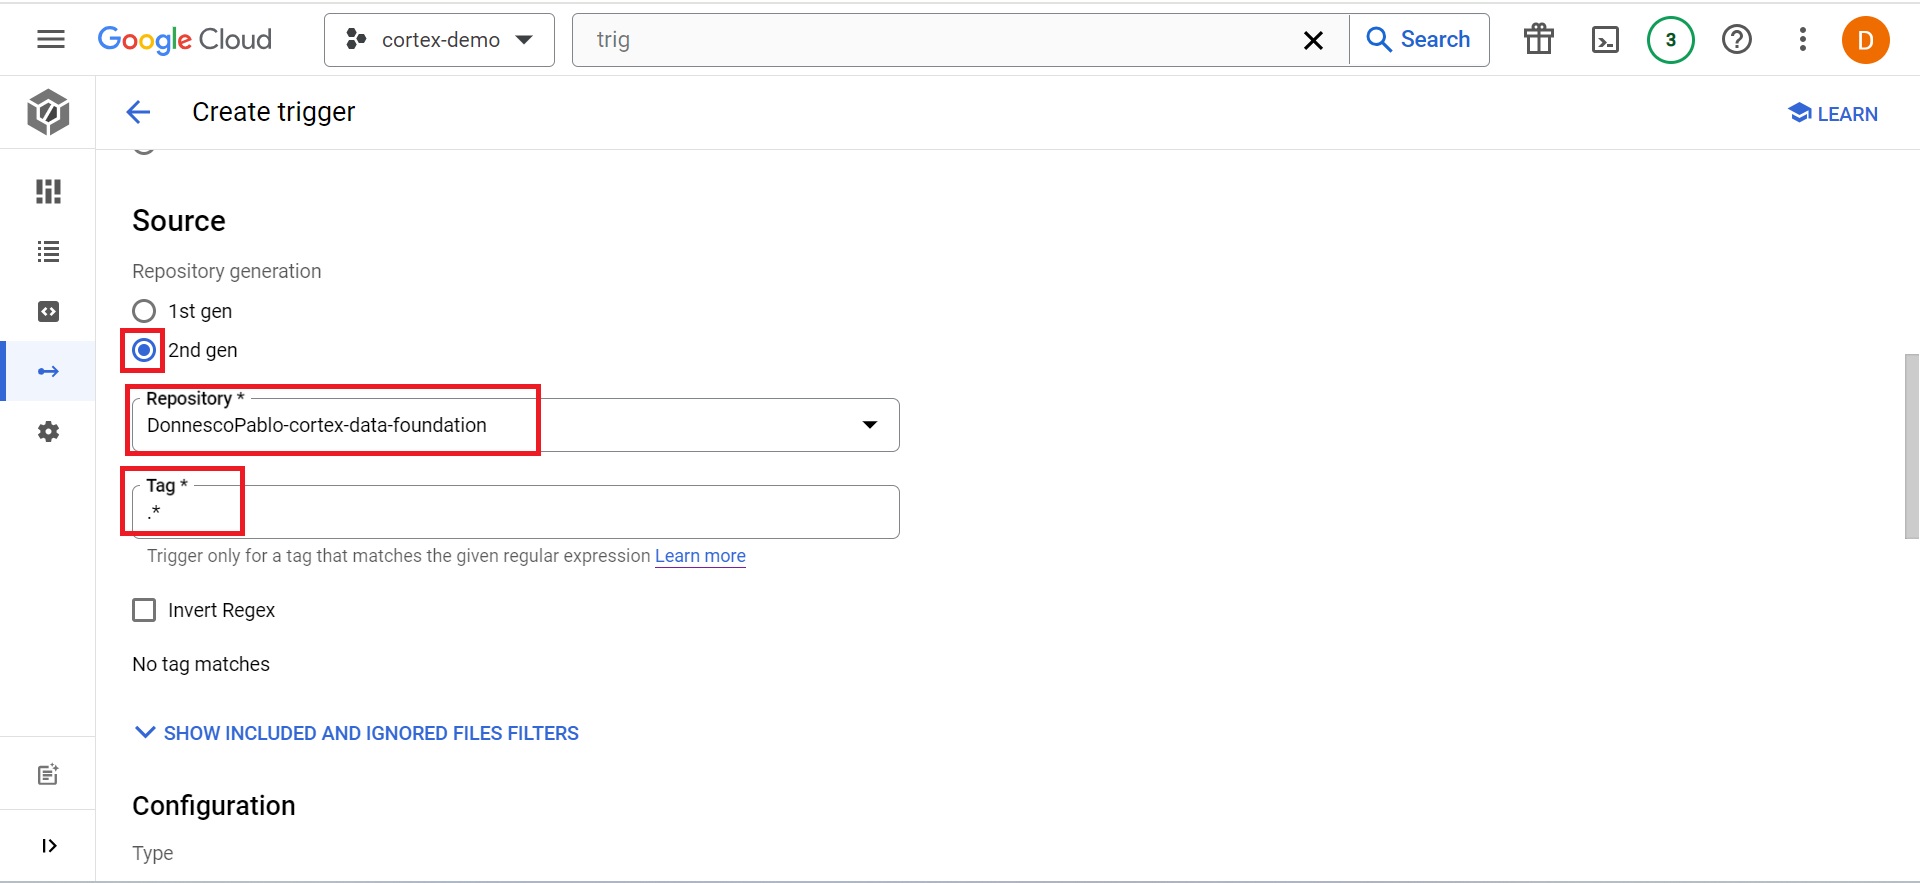 Google Cloud
cortex-demo
trig
Search
3
D
Create trigger
LEARN
Source
Repository generation
1st gen
2nd gen
Repository *
DonnescoPablo-cortex-data-foundation
Tag *
.*
Trigger only for a tag that matches the given regular expression Learn more
Invert Regex
No tag matches
SHOW INCLUDED AND IGNORED FILES FILTERS
Configuration
Type